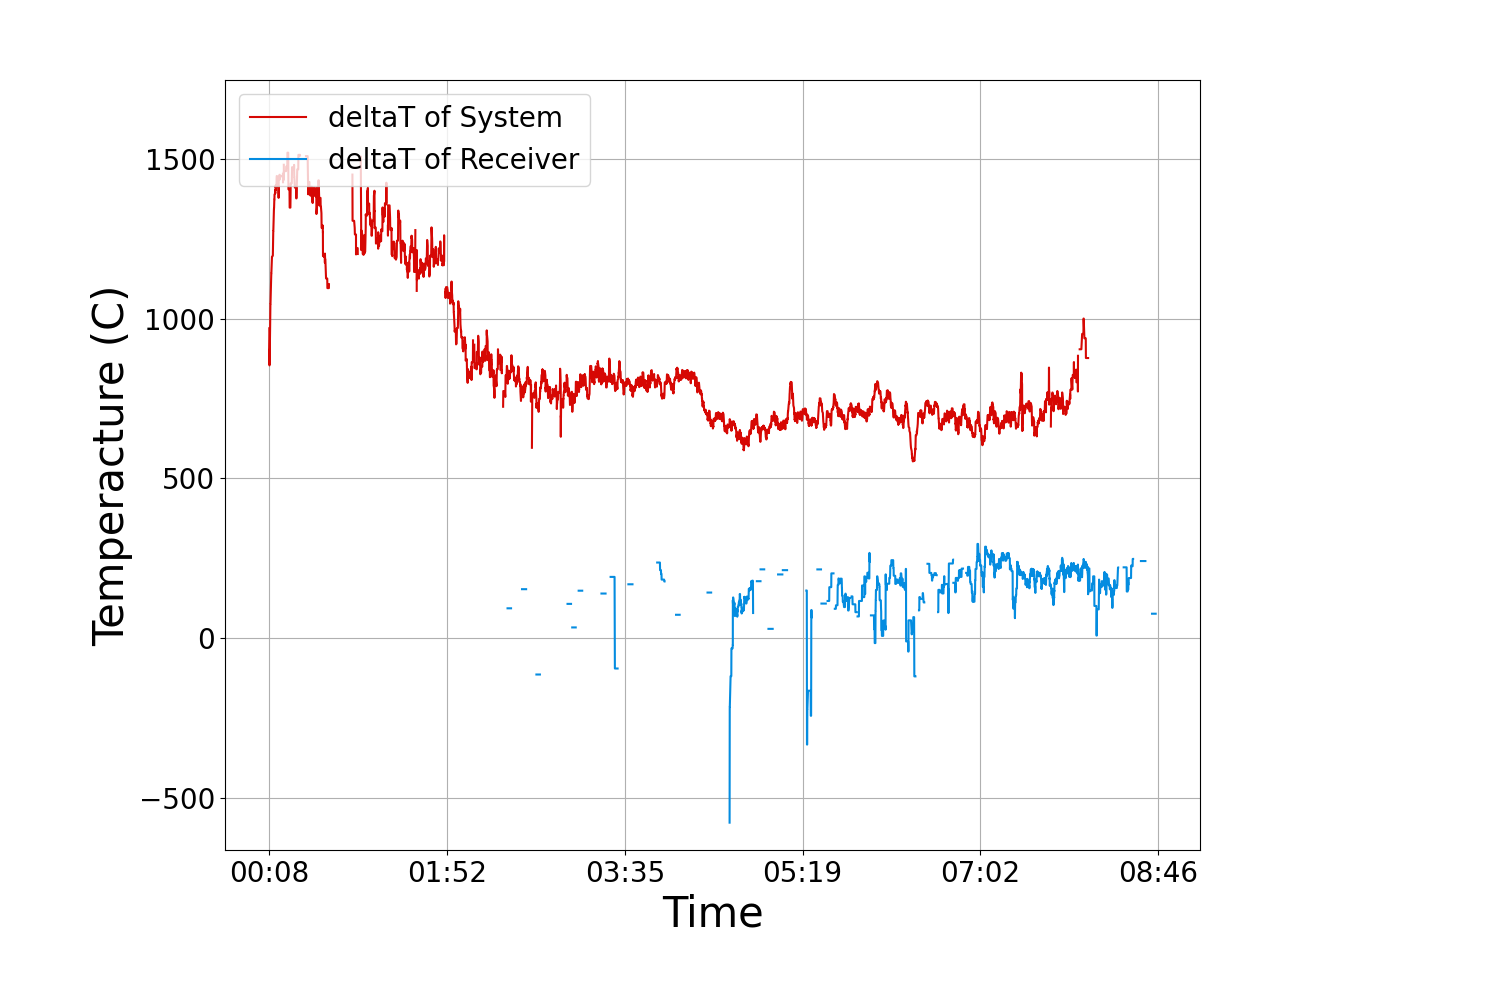 deltaT of System
deltaT of Receiver
1500
1000
500
0
−500
Temperacture (C)
00:08 01:52 03:35 05:19 07:02 08:46
Time